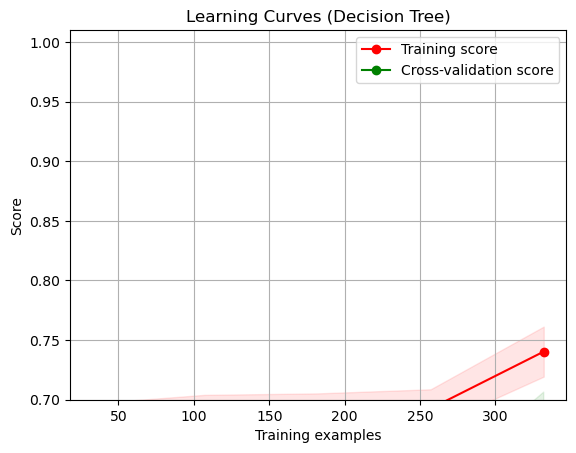 Learning Curves (Decision Tree)
Training score
Cross-validation score
1.00
0.95
0.90
0.85
0.80
0.75
0.70
Score
50 100 150 200 250 300
Training examples